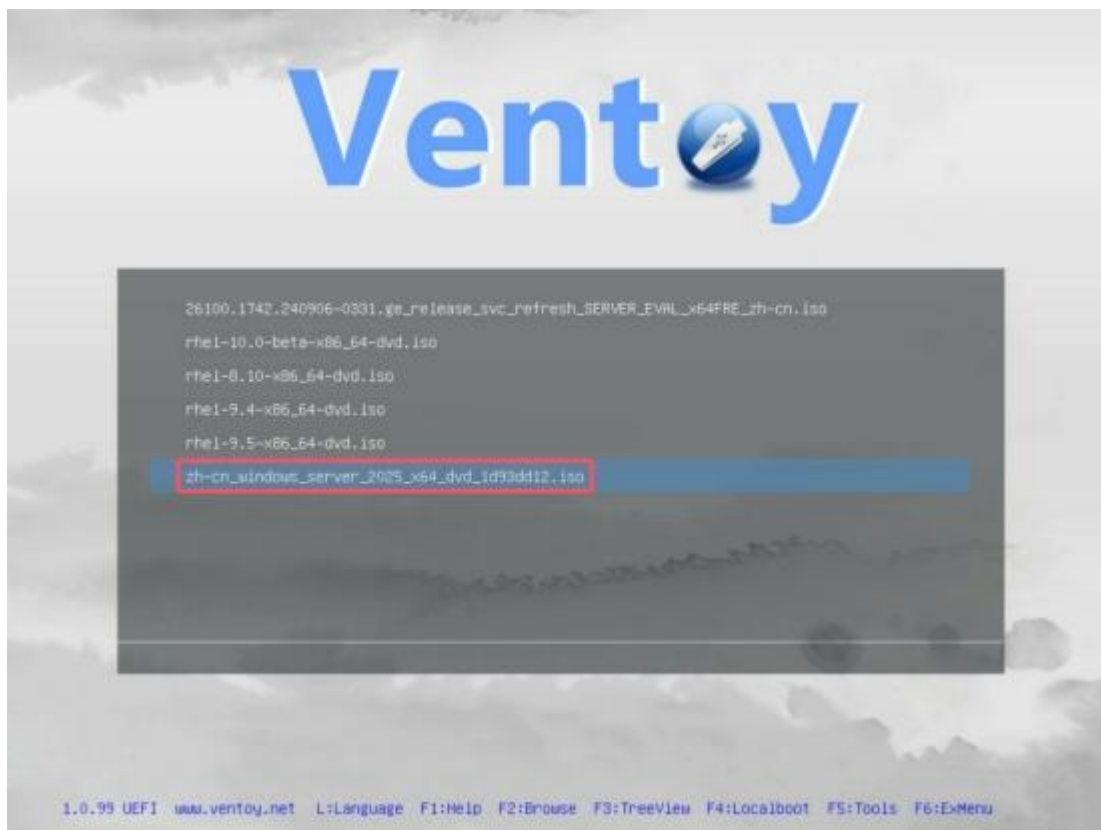 Ventoy
26100.1742.240906-0331.ge_release_svc_refresh_SERVER_EVAL_x64FRE_zh-cn.iso
rhel-10.0-beta-x86_64-dvd.iso
rhel-8.10-x86_64-dvd.iso
rhel-9.4-x86_64-dvd.iso
rhel-9.5-x86_64-dvd.iso
zh-cn_windows_server_2025_x64_dvd_1d93dd12.iso
1.0.99 UEFI www.ventoy.net L:Language F1:Help F2:Browse F3:TreeView F4:Localboot F5:Tools F6:ExMenu